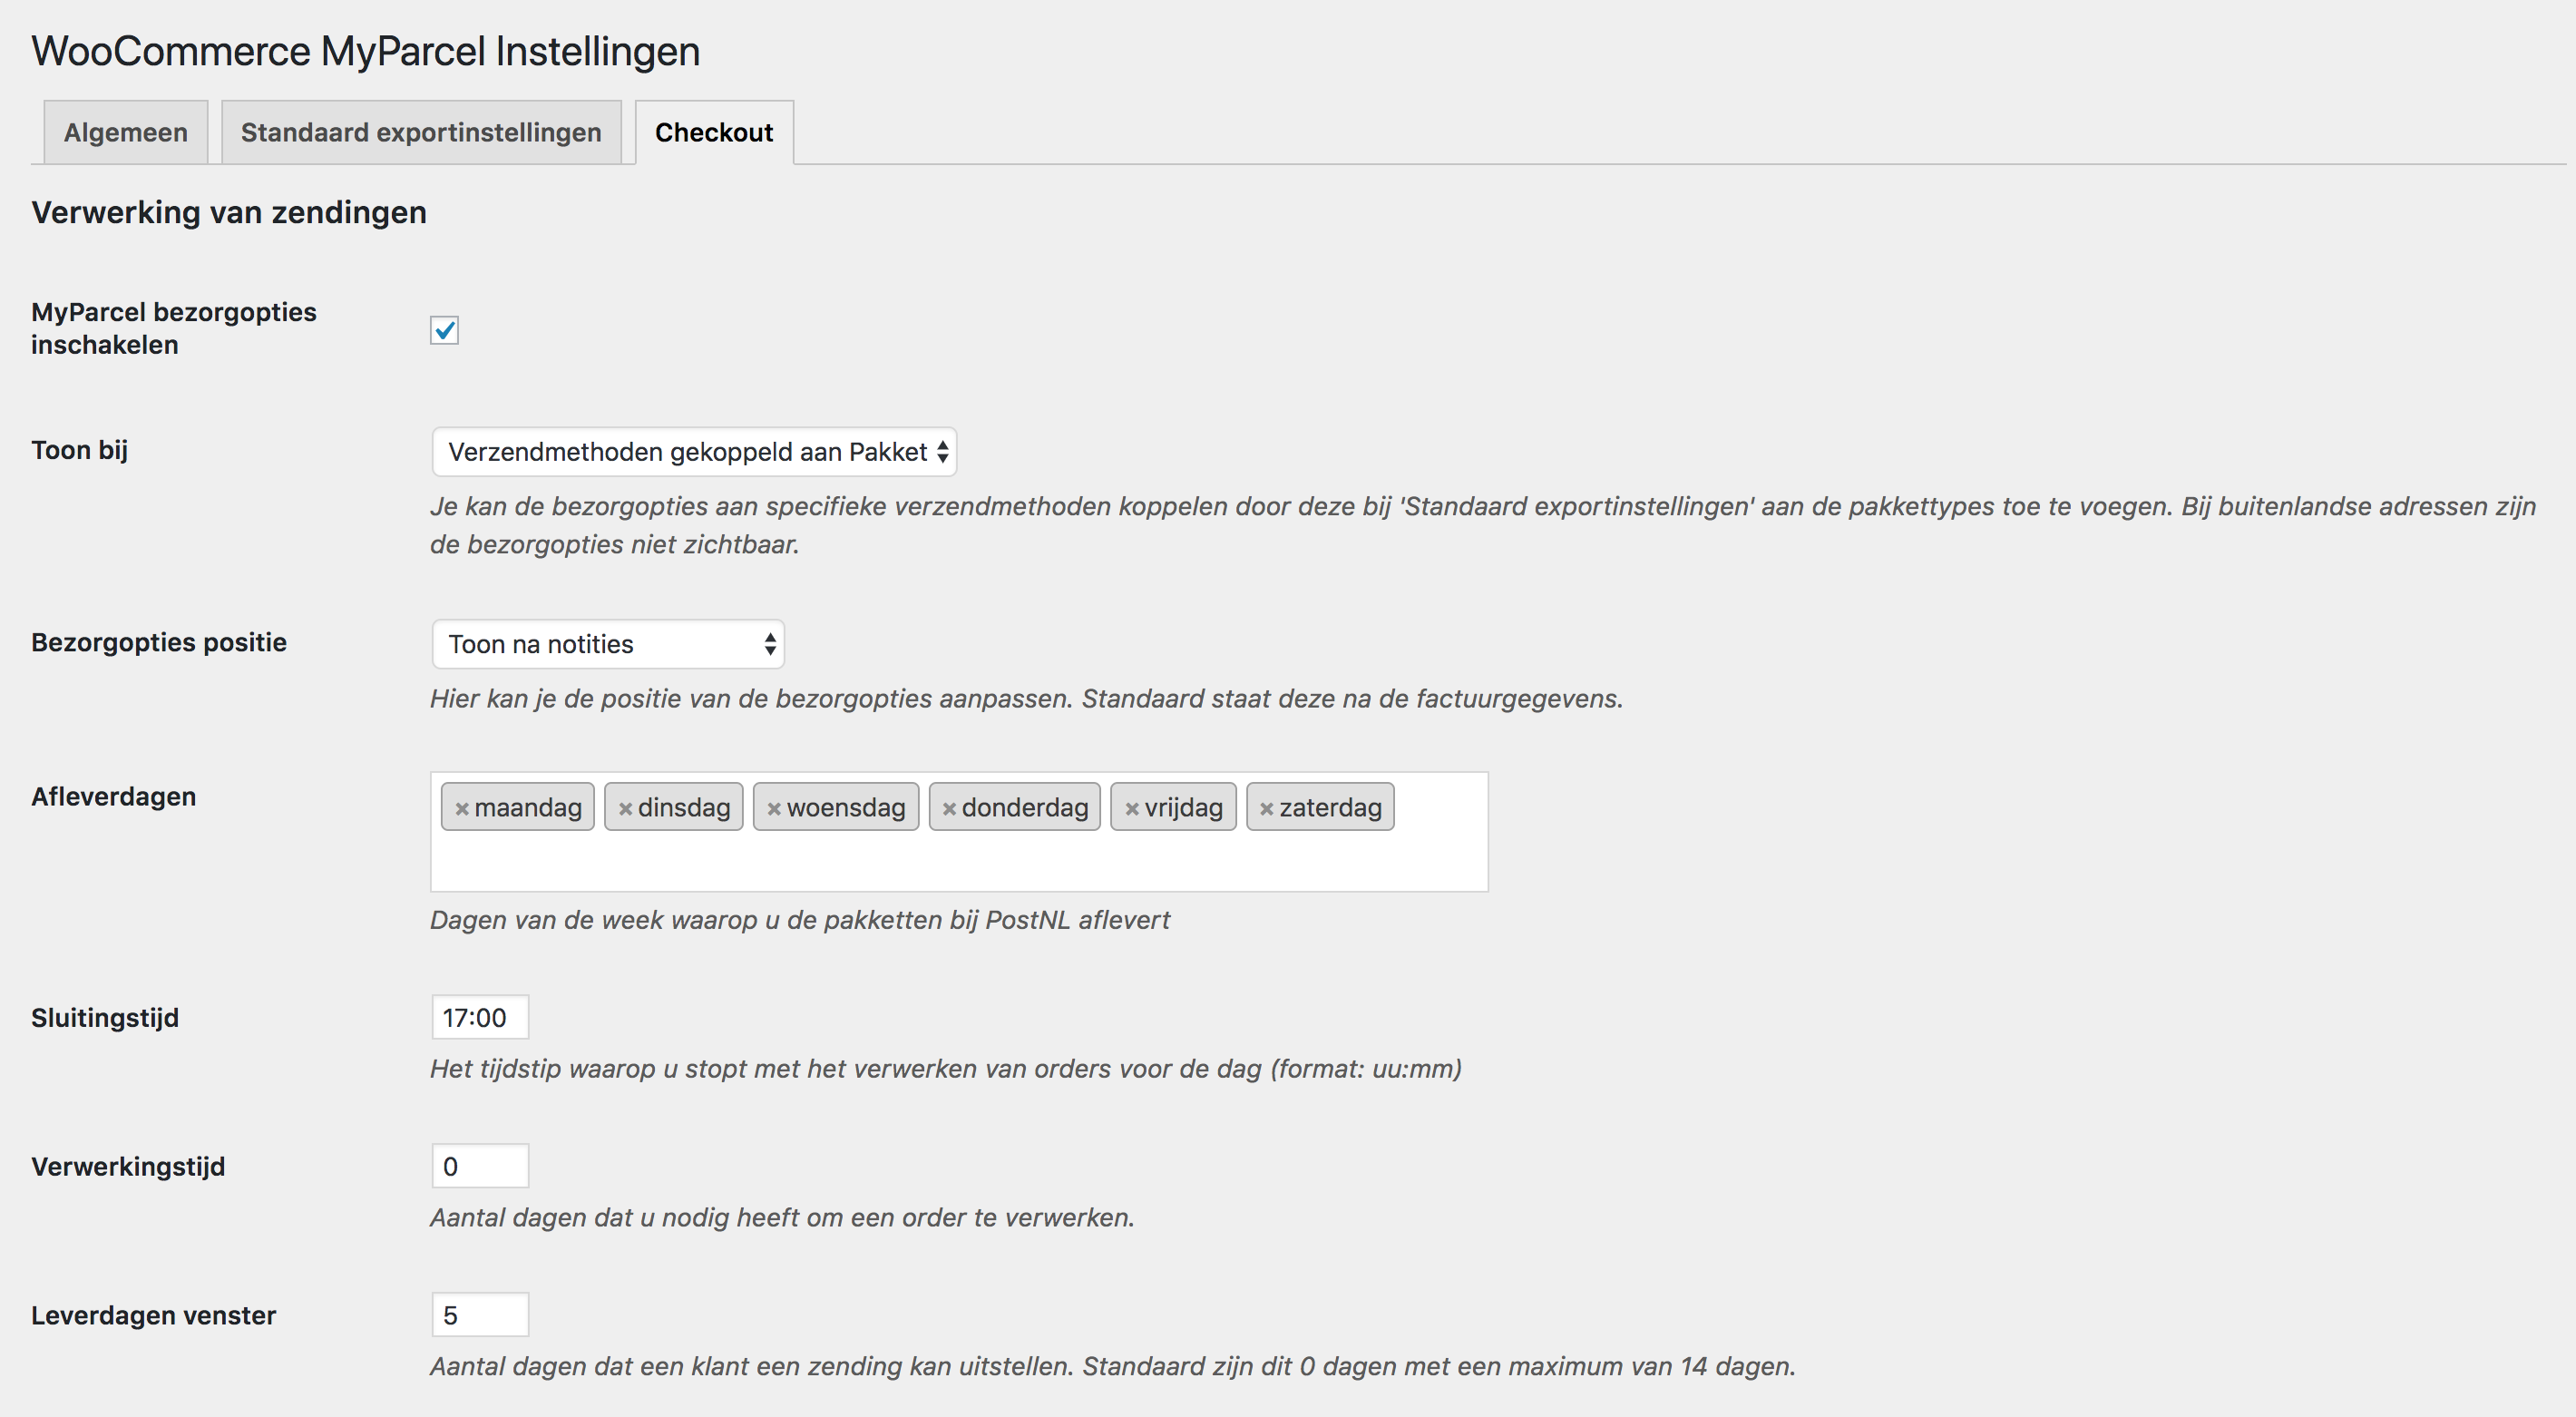 WooCommerce MyParcel Instellingen
Algemeen
Standaard exportinstellingen
Checkout
Verwerking van zendingen
MyParcel bezorgopties
inschakelen
Toon bij
Verzendmethoden gekoppeld aan Pakket
Je kan de bezorgopties aan specifieke verzendmethoden koppelen door deze bij 'Standaard exportinstellingen' aan de pakkettypes toe te voegen. Bij buitenlandse adressen zijn
de bezorgopties niet zichtbaar.
Bezorgopties positie
Toon na notities
Hier kan je de positie van de bezorgopties aanpassen. Standaard staat deze na de factuurgegevens.
Afleverdagen
×maandag ×dinsdag ×woensdag ×donderdag ×vrijdag ×zaterdag
Dagen van de week waarop u de pakketten bij PostNL aflevert
Sluitingstijd
17:00
Het tijdstip waarop u stopt met het verwerken van orders voor de dag (format: uu:mm)
Verwerkingstijd
0
Aantal dagen dat u nodig heeft om een order te verwerken.
Leverdagen venster
5
Aantal dagen dat een klant een zending kan uitstellen. Standaard zijn dit 0 dagen met een maximum van 14 dagen.